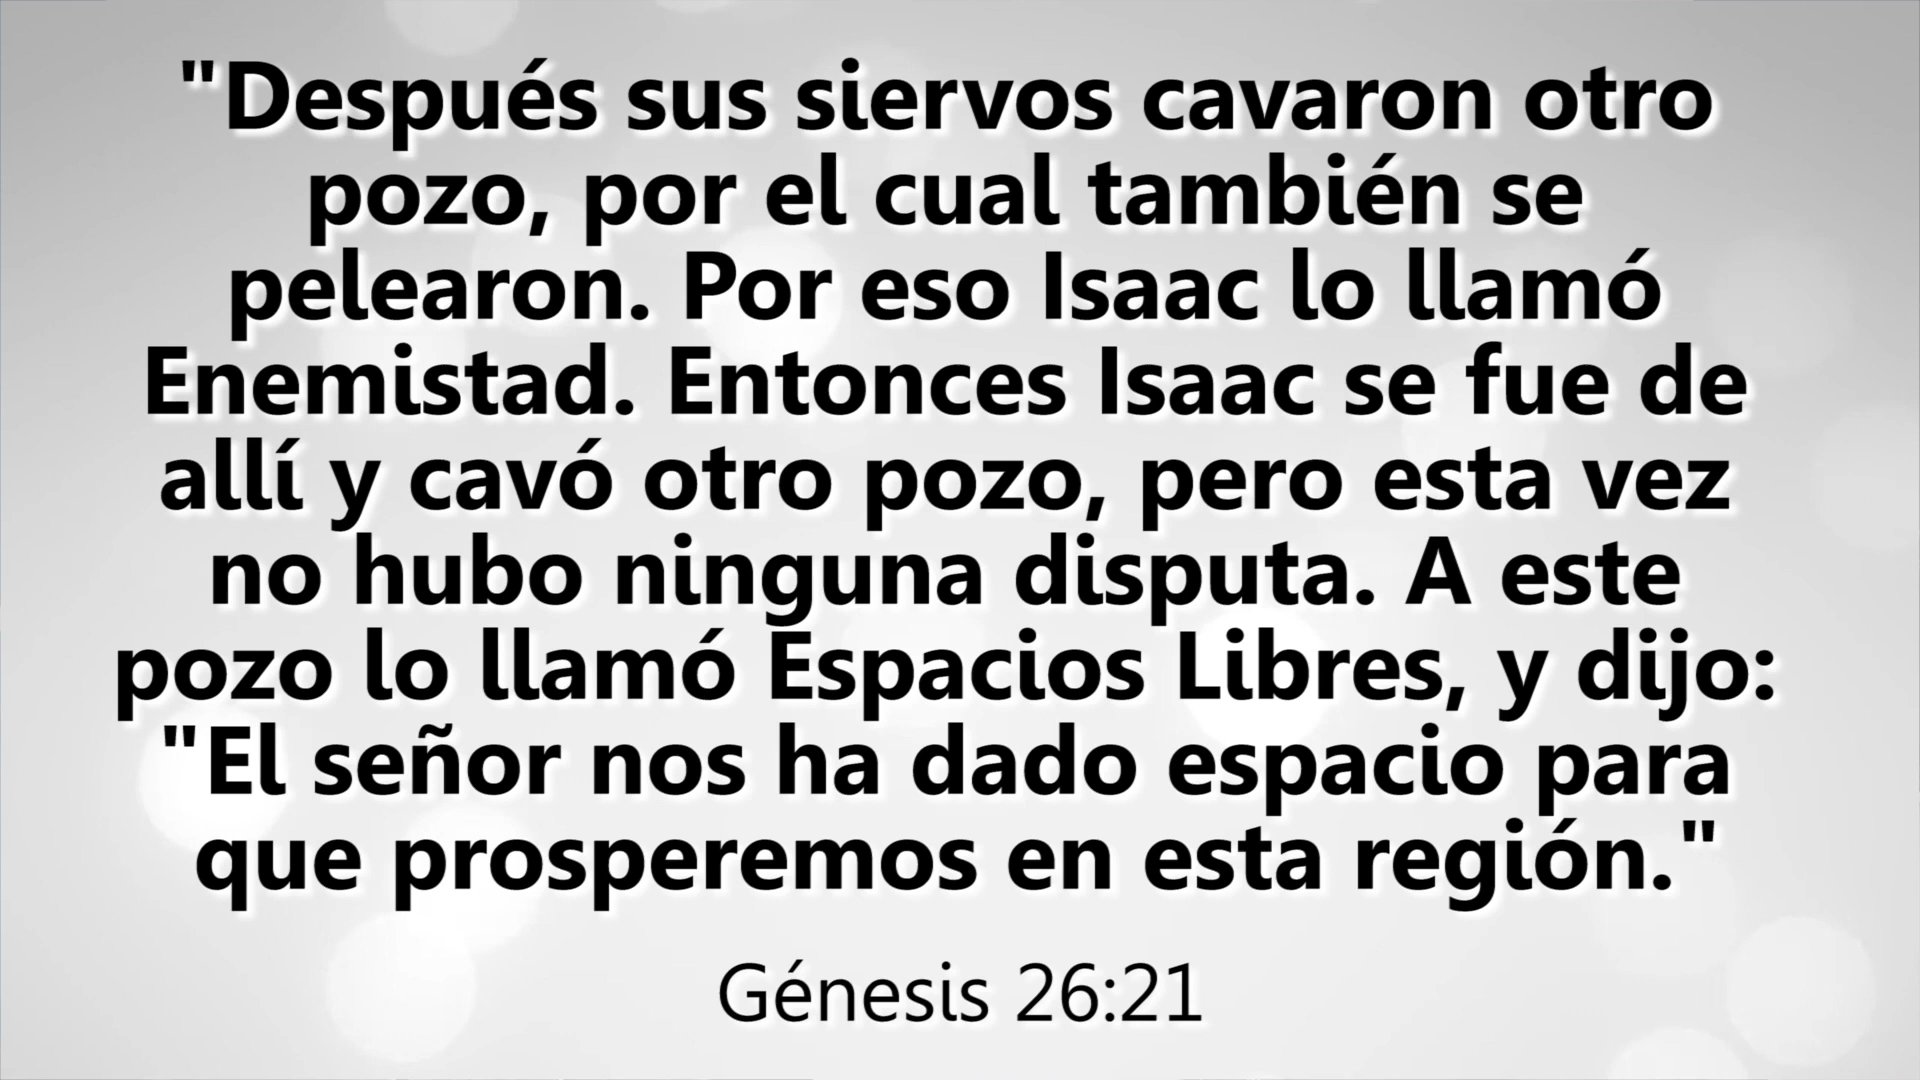 "Después sus siervos cavaron otro
pozo, por el cual también se
pelearon. Por eso Isaac lo llamó
Enemistad. Entonces Isaac se fue de
allí y cavó otro pozo, pero esta vez
no hubo ninguna disputa. A este
pozo lo llamó Espacios Libres, y dijo:
"El señor nos ha dado espacio para
que prosperemos en esta región."
Génesis 26:21